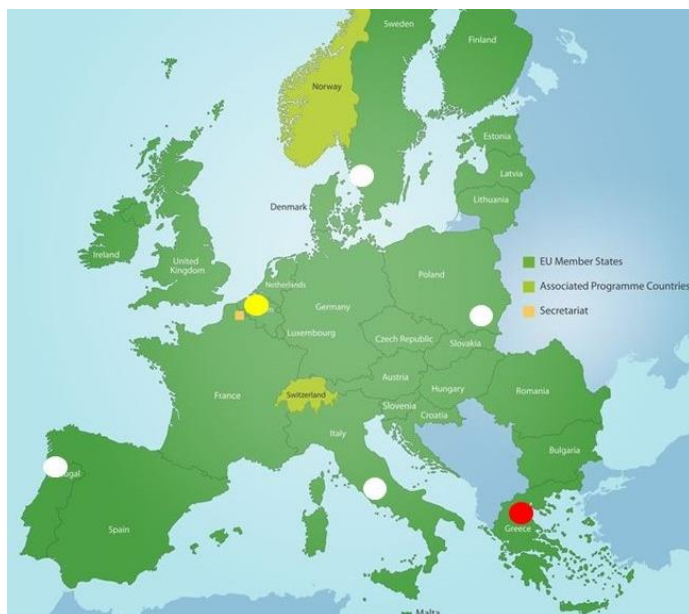 Sweden
Finland
Norway
Estonia
Latvia
Denmark
Lithuania
Ireland
United
Kingdom
Netherlands
Poland
Germany
EU Member States
Associated Programme Countries
Secretariat
Luxembourg
Czech Republic
Slovakia
Austria
Hungary
France
Switzerland
Romania
Slovenia
Croatia
Italy
Bulgaria
tugal
Spain
Greece
Malta